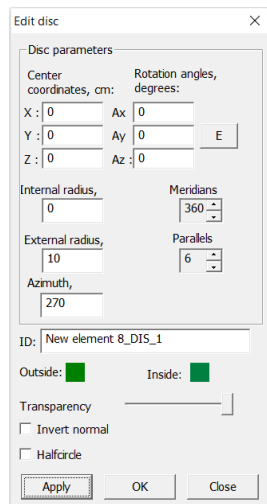 Edit disc
Disc parameters
Center coordinates, cm:
Rotation angles, degrees:
X : 0 Ax 0
Y : 0 Ay 0 E
Z : 0 Az : 0
Internal radius, Meridians
0 360
External radius, Parallels
10 6
Azimuth,
270
ID: New element 8_DIS_1
Outside: Inside:
Transparency
Invert normal
Halfcircle
Apply OK Close